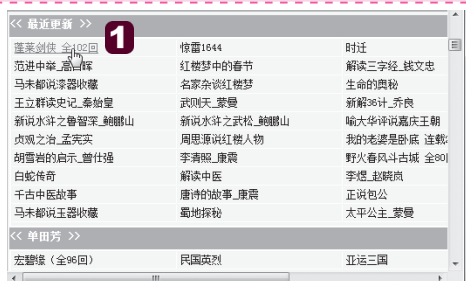 << 最近更新 >>
蓬莱剑侠 全102回 1 惊雷1644 时迁
范进中举_高日晖 红楼梦中的春节 解读三字经_钱文忠
马未都说漆器收藏 名家杂谈红楼梦 生命的奥秘
王立群读史记_秦始皇 武则天_蒙曼 新解36计_乔良
新说水浒之鲁智深_鲍鹏山 新说水浒之武松_鲍鹏山 喻大华评说嘉庆王朝
贞观之治_孟宪实 周思源说红楼人物 我的老婆是卧底 连载
胡雪岩的启示_曾仕强 李清照_康震 野火春风斗古城 全80
白蛇传奇 解读中医 李煜_赵晓岚
千古中医故事 唐诗的故事_康震 正说包公
马未都说玉器收藏 蜀地探秘 太平公主_蒙曼
<< 单田芳 >>
宏碧缘（全96回） 民国英烈 亚运三国